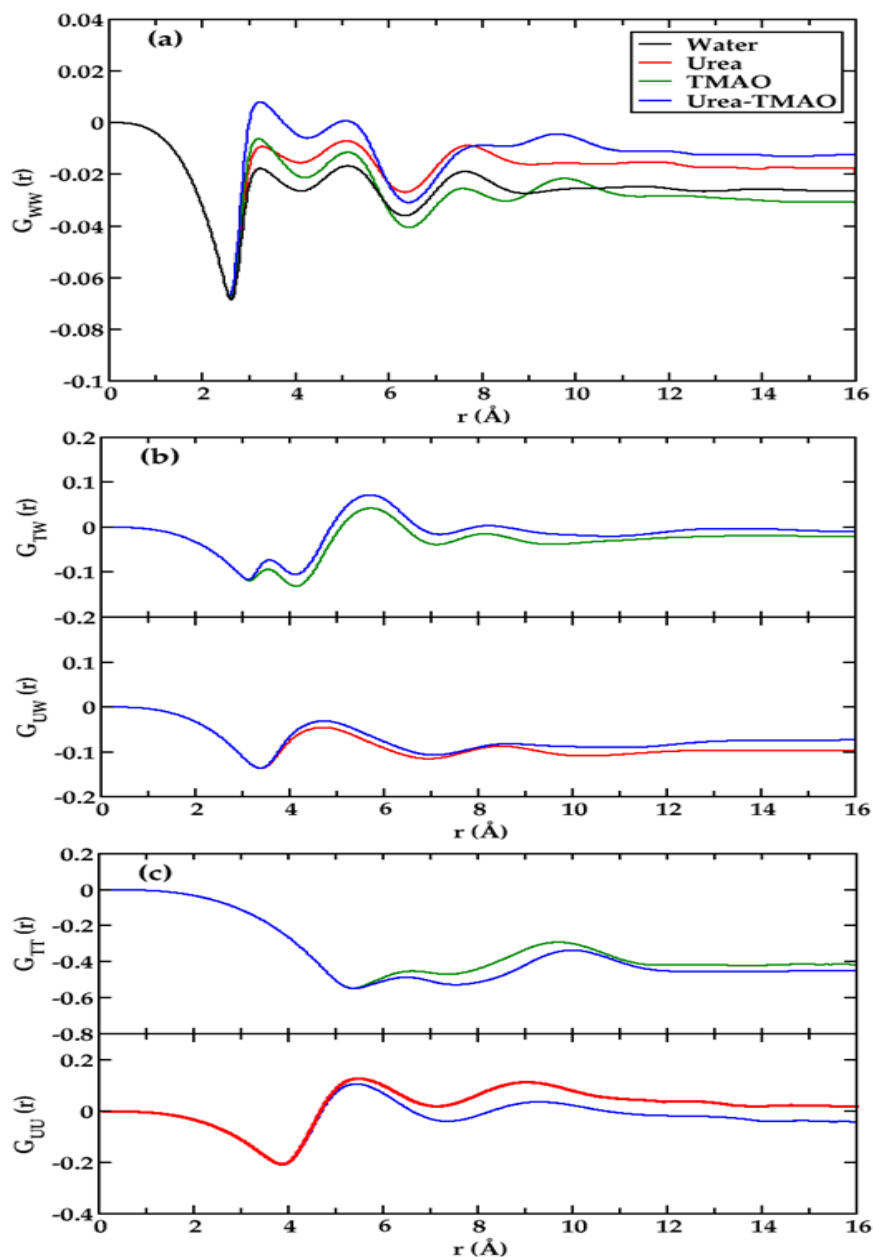 (a)
Water
Urea
TMAO
Urea-TMAO
0.04
0.02
0
-0.02
-0.04
-0.06
-0.08
-0.1
G_WW (r)
0 2 4 6 8 10 12 14 16
r (Å)
(b)
0.2
0.1
0
-0.1
-0.2
G_TW (r)
0.1
0
-0.1
-0.2
G_UW (r)
0 2 4 6 8 10 12 14 16
r (Å)
(c)
0.2
0
-0.2
-0.4
-0.6
-0.8
G_TT (r)
0.2
0
-0.2
-0.4
G_UU (r)
0 2 4 6 8 10 12 14 16
r (Å)